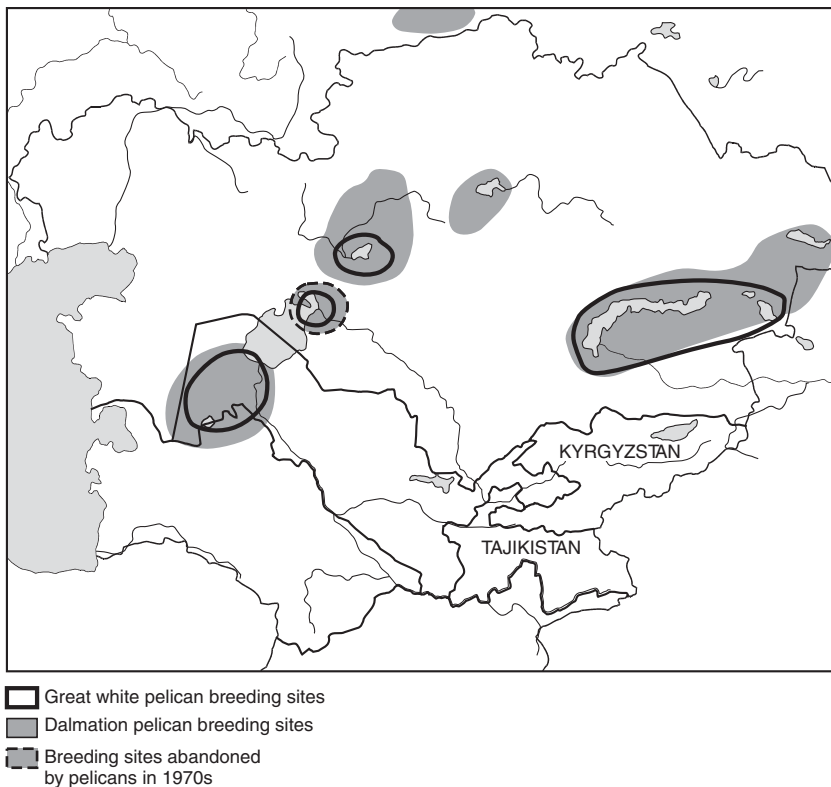 KYRGYZSTAN
TAJIKISTAN
Great white pelican breeding sites
Dalmation pelican breeding sites
Breeding sites abandoned
by pelicans in 1970s